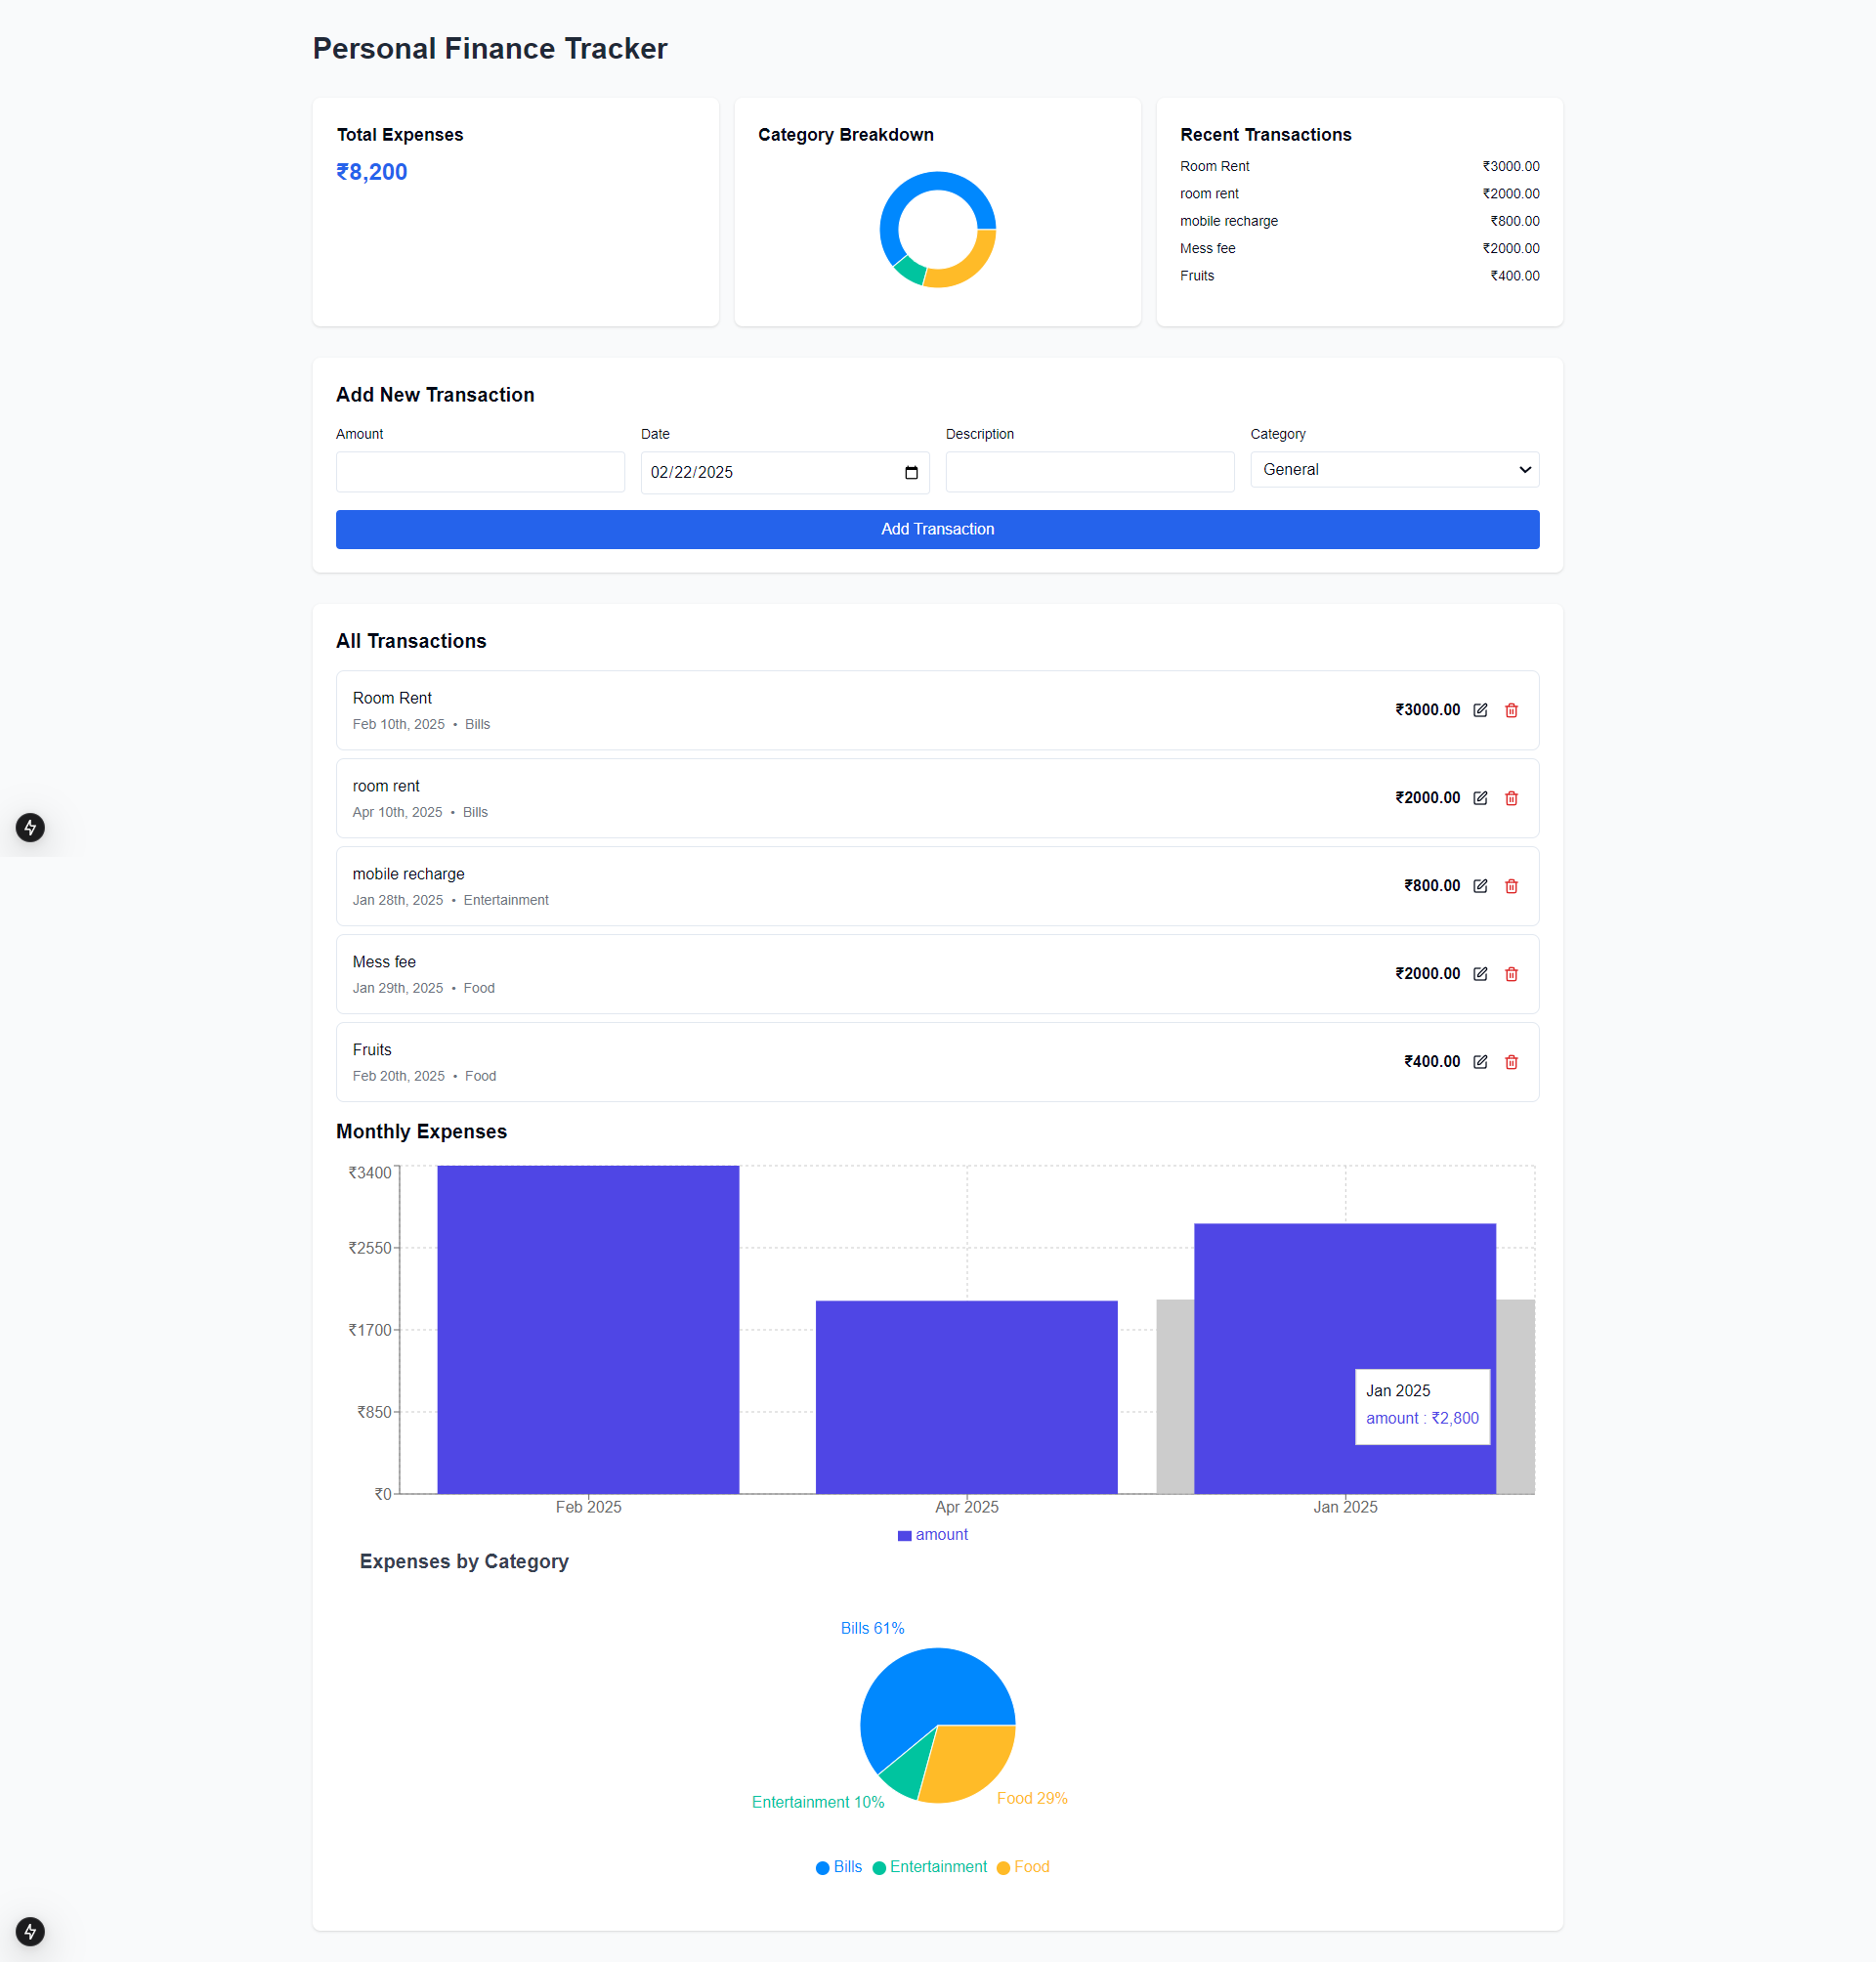 Personal Finance Tracker
Total Expenses
₹8,200
Category Breakdown
Recent Transactions
Room Rent ₹3000.00
room rent ₹2000.00
mobile recharge ₹800.00
Mess fee ₹2000.00
Fruits ₹400.00
Add New Transaction
Amount Date Description Category
02/22/2025 General
Add Transaction
All Transactions
Room Rent
Feb 10th, 2025 • Bills
₹3000.00
room rent
Apr 10th, 2025 • Bills
₹2000.00
mobile recharge
Jan 28th, 2025 • Entertainment
₹800.00
Mess fee
Jan 29th, 2025 • Food
₹2000.00
Fruits
Feb 20th, 2025 • Food
₹400.00
Monthly Expenses
₹3400
₹2550
₹1700
₹850
₹0
Jan 2025
amount : ₹2,800
Feb 2025 Apr 2025 Jan 2025
amount
Expenses by Category
Bills 61%
Entertainment 10%
Food 29%
Bills Entertainment Food